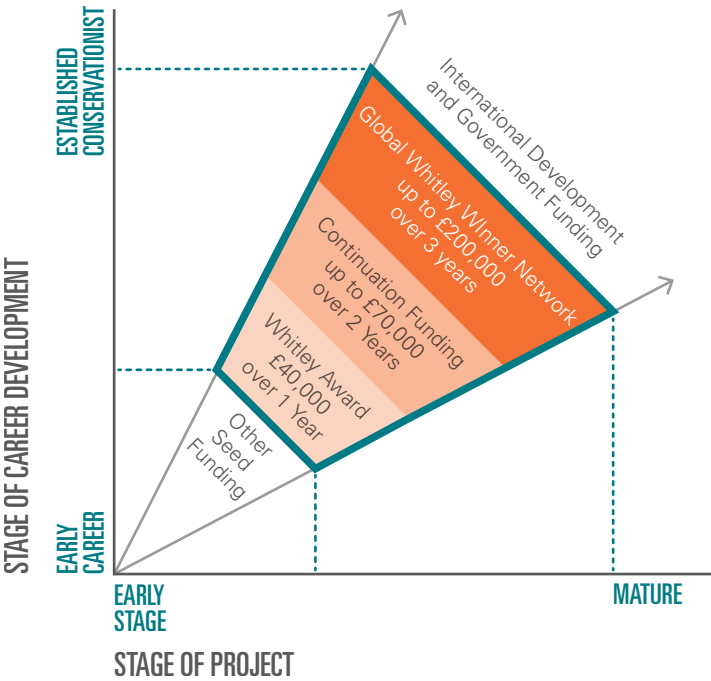 STAGE OF CAREER DEVELOPMENT
ESTABLISHED
CONSERVATIONIST
EARLY
CAREER
International Development
and Government Funding
Global Whitley WInner Network
up to £200,000
over 3 years
Continuation Funding
up to £70,000
over 2 Years
Whitley Award
£40,000
over 1 Year
Other
Seed
Funding
EARLY
STAGE
MATURE
STAGE OF PROJECT